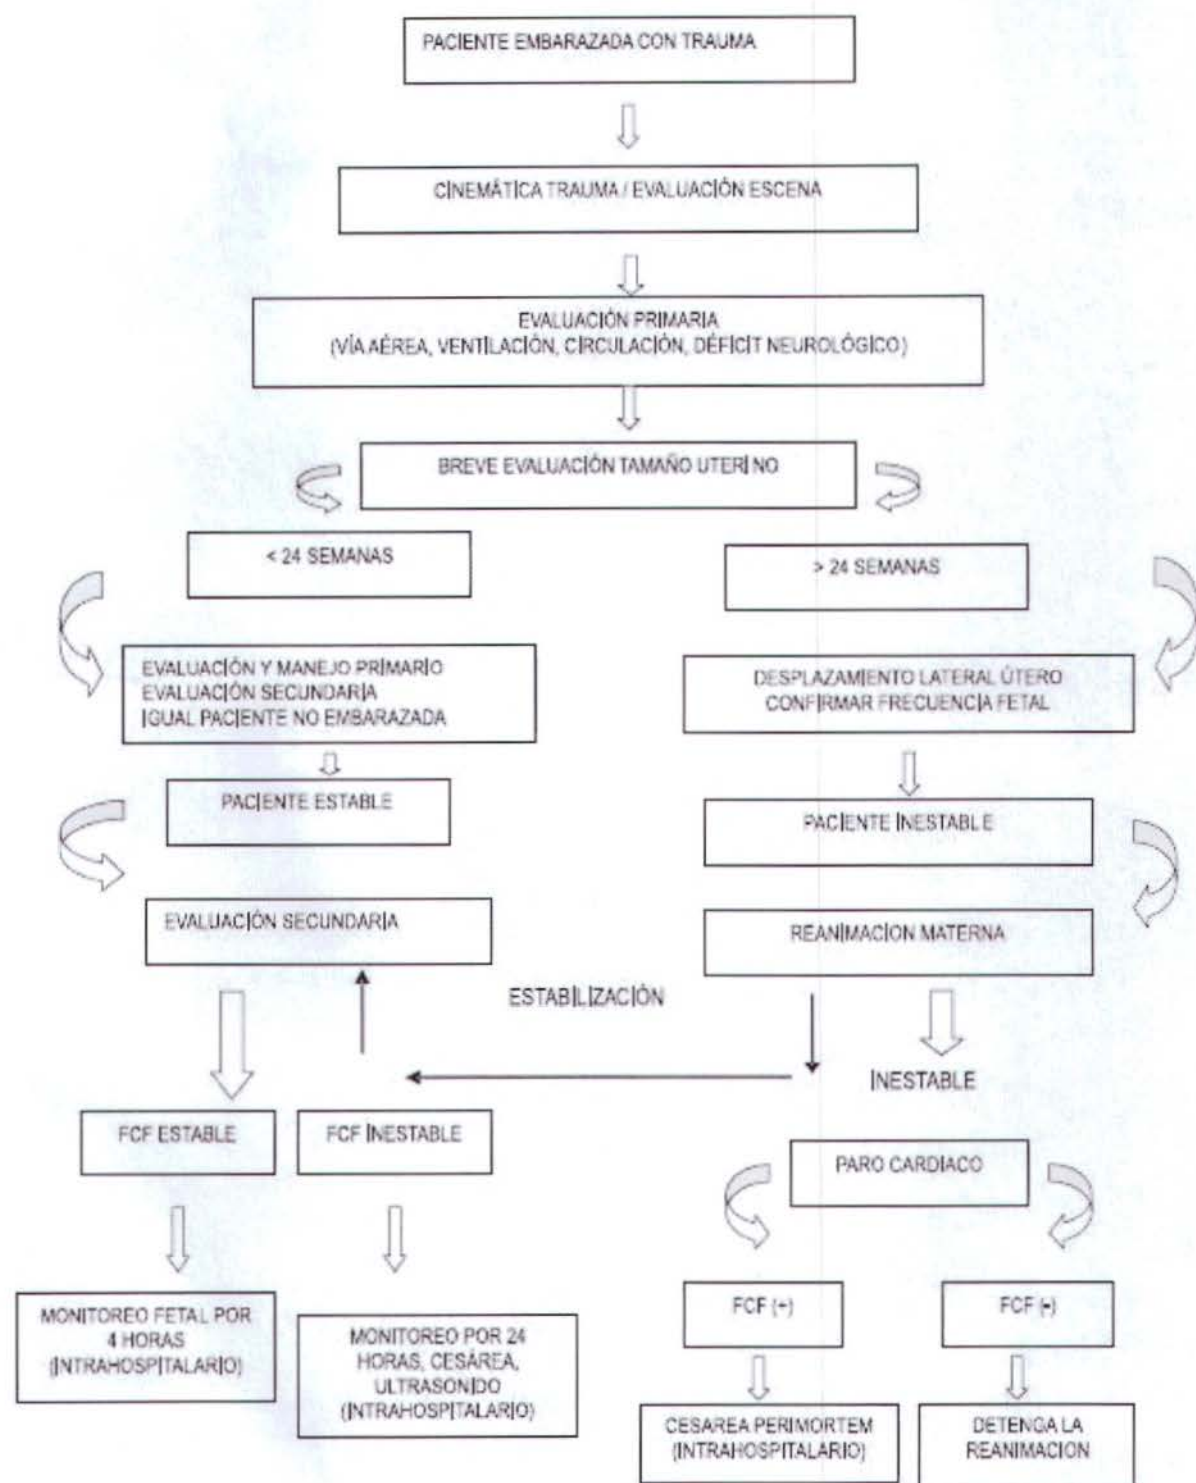 PACIENTE EMBARAZADA CON TRAUMA
CINEMÁTICA TRAUMA / EVALUACIÓN ESCENA
EVALUACIÓN PRIMARIA
(VÍA AÉREA, VENTILACIÓN, CIRCULACIÓN, DÉFICIT NEUROLÓGICO)
BREVE EVALUACIÓN TAMAÑO UTERINO
< 24 SEMANAS
> 24 SEMANAS
EVALUACIÓN Y MANEJO PRIMARIO
EVALUACIÓN SECUNDARIA
IGUAL PACIENTE NO EMBARAZADA
DESPLAZAMIENTO LATERAL ÚTERO
CONFIRMAR FRECUENCIA FETAL
PACIENTE ESTABLE
PACIENTE INESTABLE
EVALUACIÓN SECUNDARIA
REANIMACION MATERNA
ESTABILIZACIÓN
INESTABLE
FCF ESTABLE
FCF INESTABLE
PARO CARDIACO
MONITOREO FETAL POR
4 HORAS
(INTRAHOSPITALARIO)
MONITOREO POR 24
HORAS, CESÁREA,
ULTRASONIDO
(INTRAHOSPITALARIO)
FCF (+)
FCF (-)
CESAREA PERIMORTEM
(INTRAHOSPITALARIO)
DETENGA LA
REANIMACION